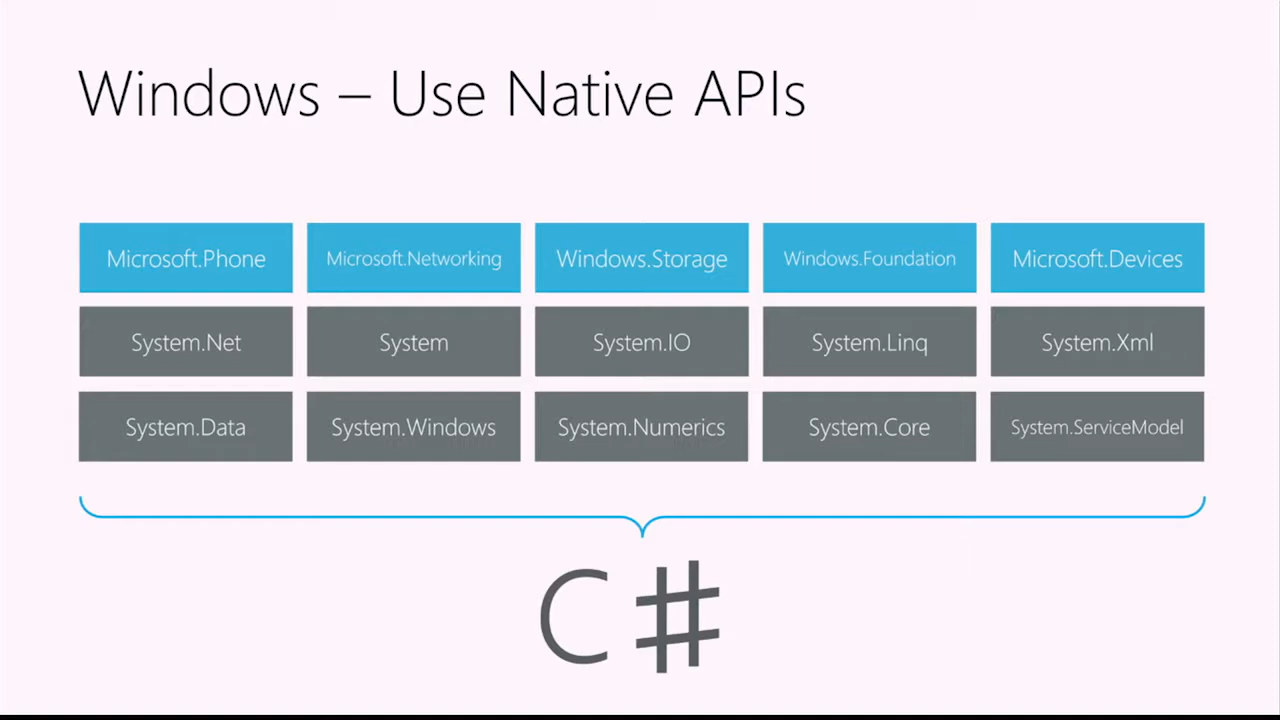 Windows – Use Native APIs
Microsoft.Phone
Microsoft.Networking
Windows.Storage
Windows.Foundation
Microsoft.Devices
System.Net
System
System.IO
System.Linq
System.Xml
System.Data
System.Windows
System.Numerics
System.Core
System.ServiceModel
C#